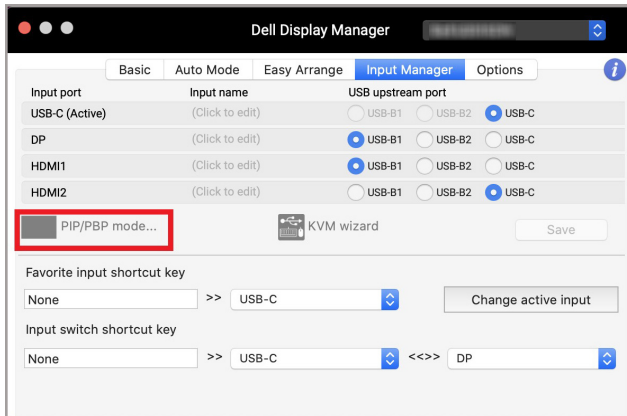 Dell Display Manager
Basic Auto Mode Easy Arrange Input Manager Options i
Input port Input name USB upstream port
USB-C (Active) (Click to edit) USB-B1 USB-B2 USB-C
DP (Click to edit) USB-B1 USB-B2 USB-C
HDMI1 (Click to edit) USB-B1 USB-B2 USB-C
HDMI2 (Click to edit) USB-B1 USB-B2 USB-C
PIP/PBP mode... KVM wizard Save
Favorite input shortcut key
None >> USB-C Change active input
Input switch shortcut key
None >> USB-C <<>> DP